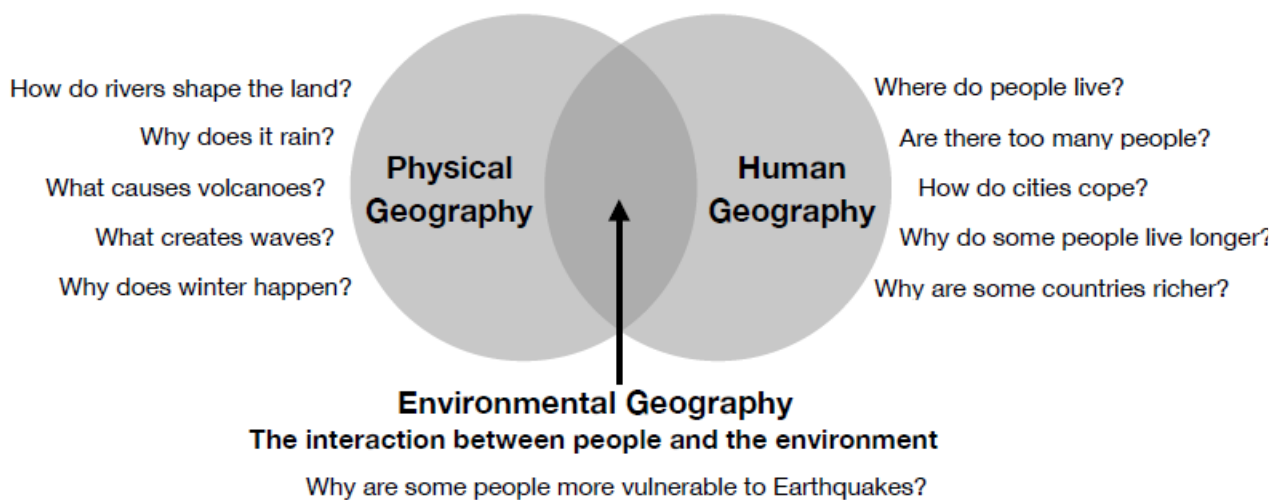 How do rivers shape the land?
Why does it rain?
What causes volcanoes?
What creates waves?
Why does winter happen?
Physical
Geography
Human
Geography
Where do people live?
Are there too many people?
How do cities cope?
Why do some people live longer?
Why are some countries richer?
Environmental Geography
The interaction between people and the environment
Why are some people more vulnerable to Earthquakes?